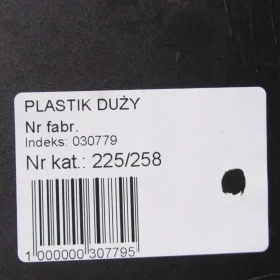 PLASTIK DUŻY
Nr fabr.
Indeks: 030779
Nr kat.: 225/258
1 000000 307795